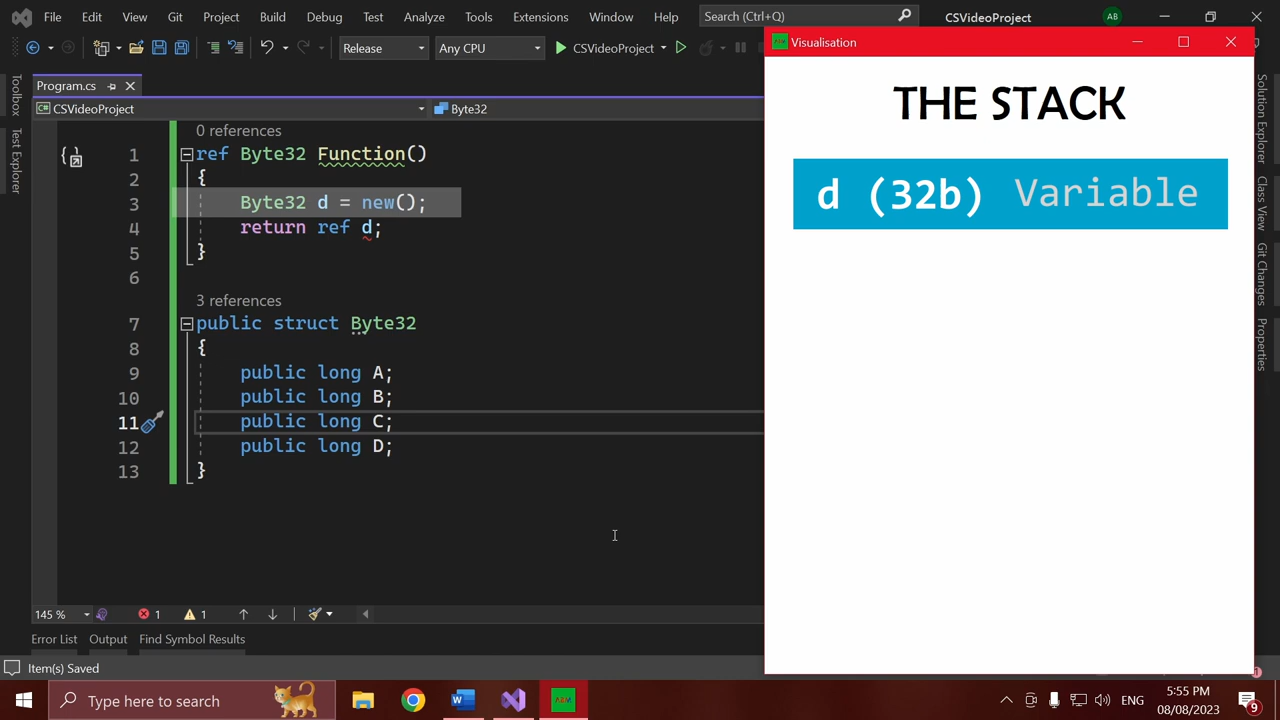 File Edit View Git Project Build Debug Test Analyze Tools Extensions Window Help Search (Ctrl+Q) CSVideoProject AB
Release Any CPU CSVideoProject
Visualisation
Program.cs
CSVideoProject Byte32
Toolbox
Test Explorer
0 references
1 ref Byte32 Function()
2 {
3 Byte32 d = new();
4 return ref d;
5 }
6
3 references
7 public struct Byte32
8 {
9 public long A;
10 public long B;
11 public long C;
12 public long D;
13 }
THE STACK
d (32b) Variable
Solution Explorer
Class View
Git Changes
Properties
145 % 1 1
Error List Output Find Symbol Results
Item(s) Saved 1
Type here to search ENG
5:55 PM
08/08/2023
9